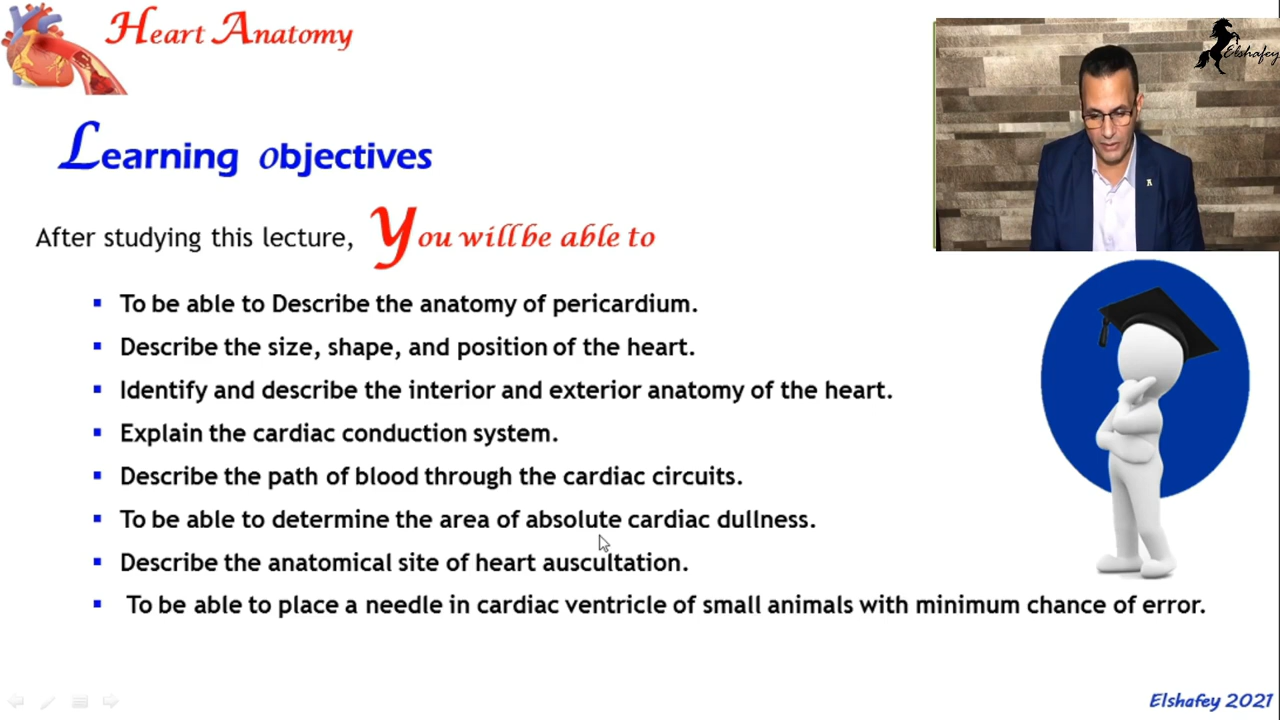 Heart Anatomy
Elshafey
Learning objectives
After studying this lecture, You will be able to
To be able to Describe the anatomy of pericardium.
Describe the size, shape, and position of the heart.
Identify and describe the interior and exterior anatomy of the heart.
Explain the cardiac conduction system.
Describe the path of blood through the cardiac circuits.
To be able to determine the area of absolute cardiac dullness.
Describe the anatomical site of heart auscultation.
To be able to place a needle in cardiac ventricle of small animals with minimum chance of error.
Elshafey 2021